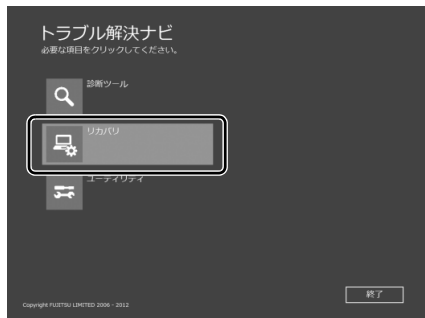 トラブル解決ナビ
必要な項目をクリックしてください。
診断ツール
リカバリ
ユーティリティ
終了
Copyright FUJITSU LIMITED 2006 - 2012